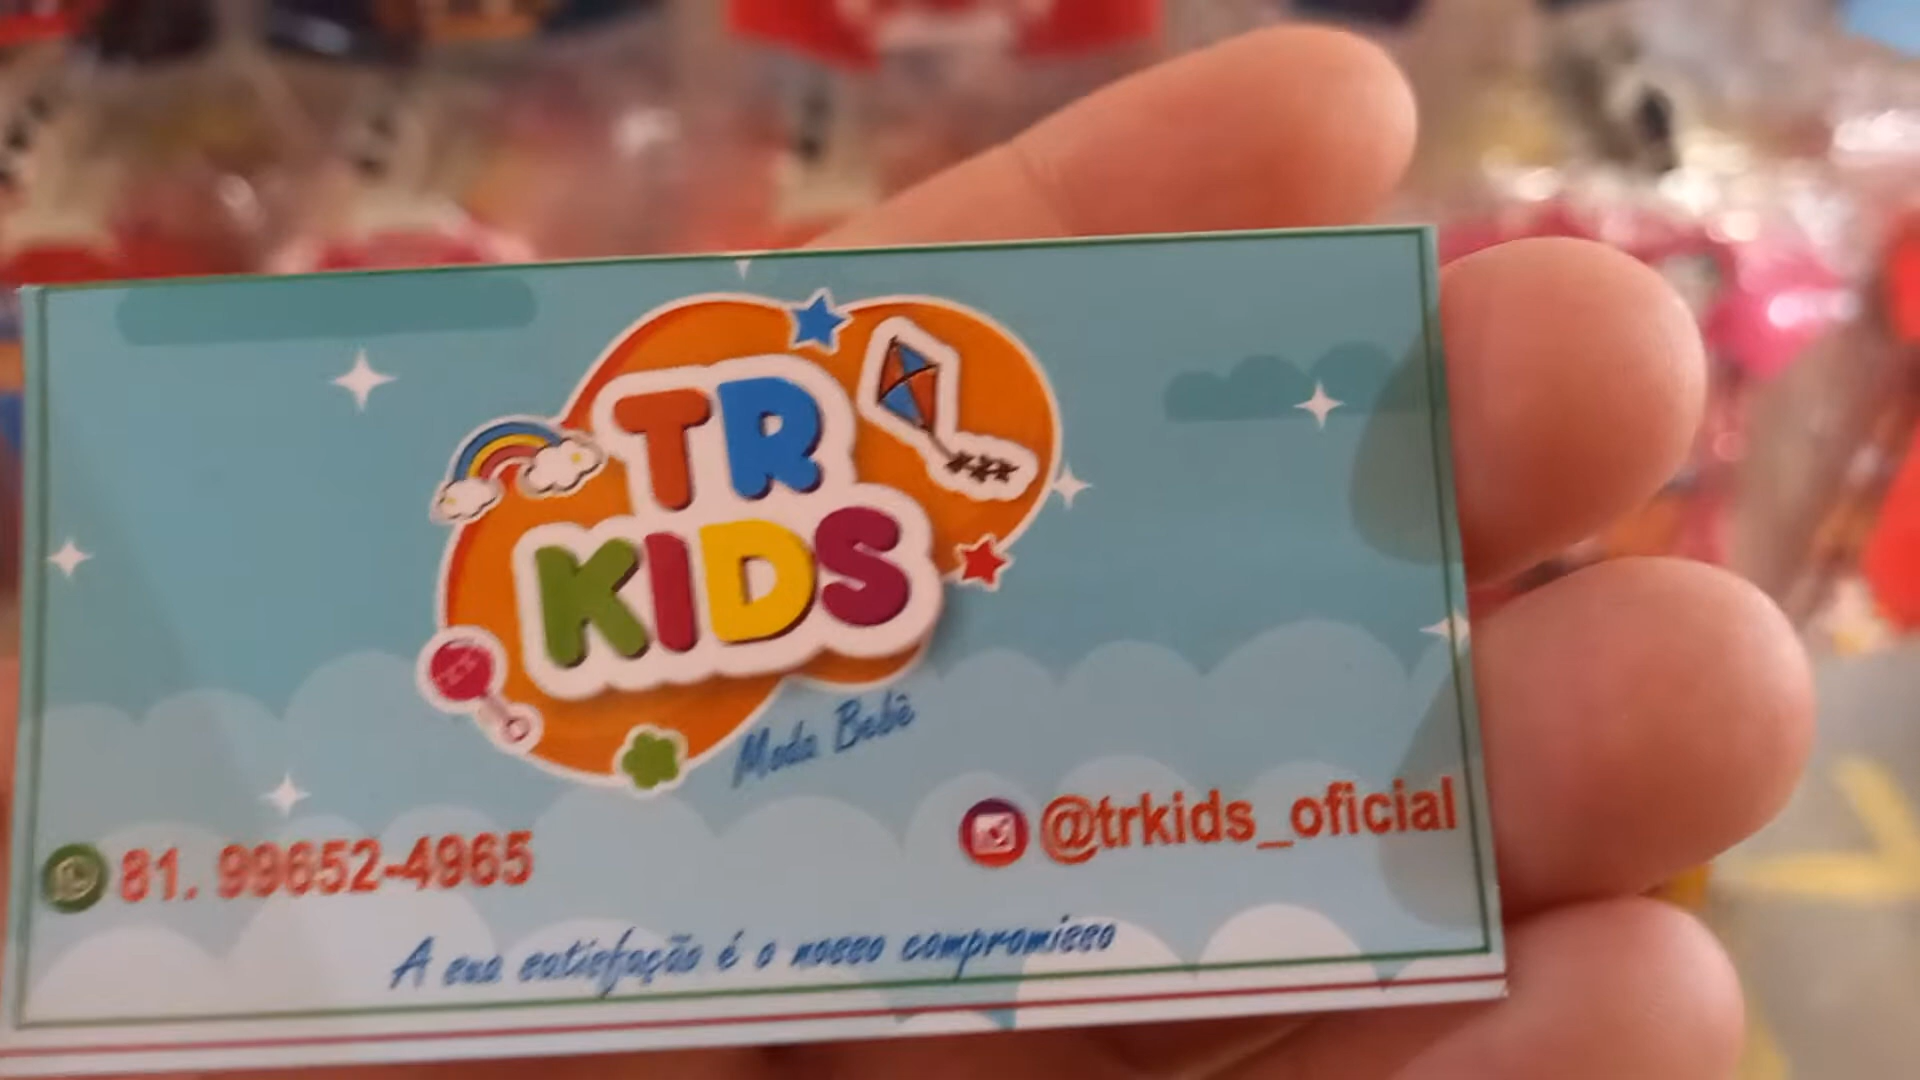 TR
KIDS
Moda Bebê
81. 99652-4965
@trkids_oficial
A sua satisfação é o nosso compromisso